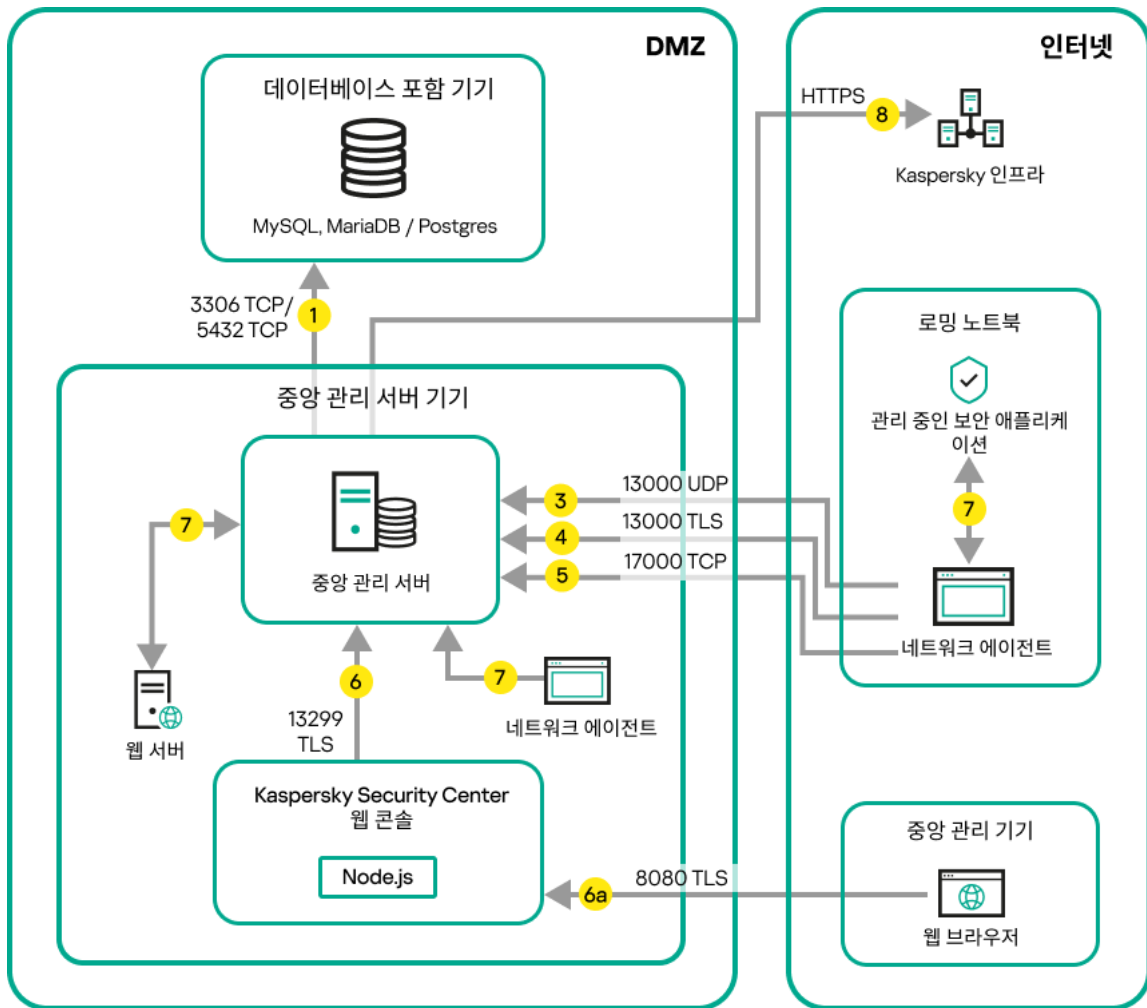 DMZ
데이터베이스 포함 기기
MySQL, MariaDB / Postgres
3306 TCP/
5432 TCP
1
중앙 관리 서버 기기
중앙 관리 서버
7
웹 서버
3
13000 UDP
4
13000 TLS
5
17000 TCP
6
13299
TLS
7
네트워크 에이전트
Kaspersky Security Center
웹 콘솔
Node.js
6a
8080 TLS
인터넷
HTTPS
8
Kaspersky 인프라
로밍 노트북
관리 중인 보안 애플리케
이션
7
네트워크 에이전트
중앙 관리 기기
웹 브라우저